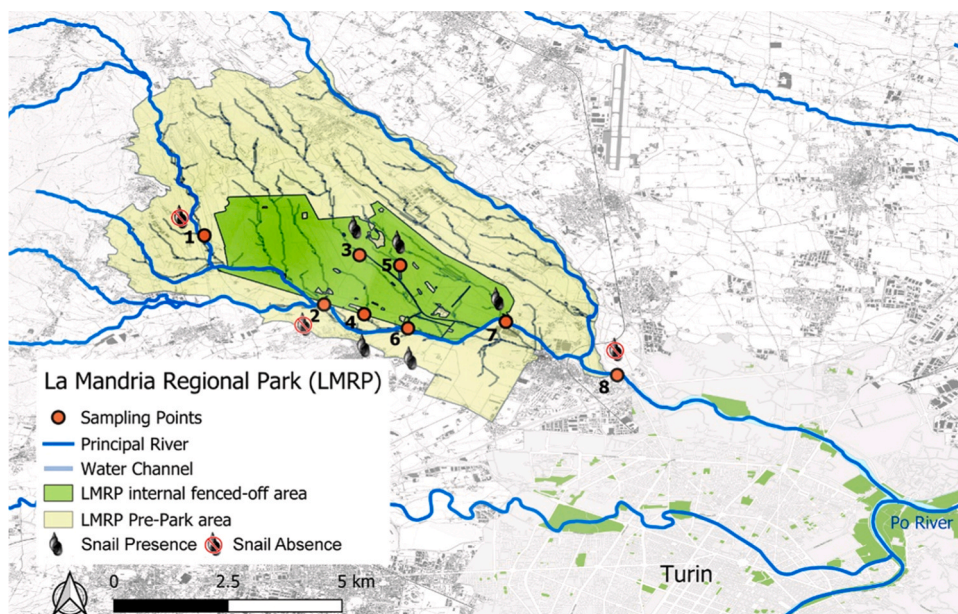 1
3
5
2
4
6
7
8
La Mandria Regional Park (LMRP)
Sampling Points
Principal River
Water Channel
LMRP internal fenced-off area
LMRP Pre-Park area
Snail Presence Snail Absence
0 2.5 5 km
Po River
Turin